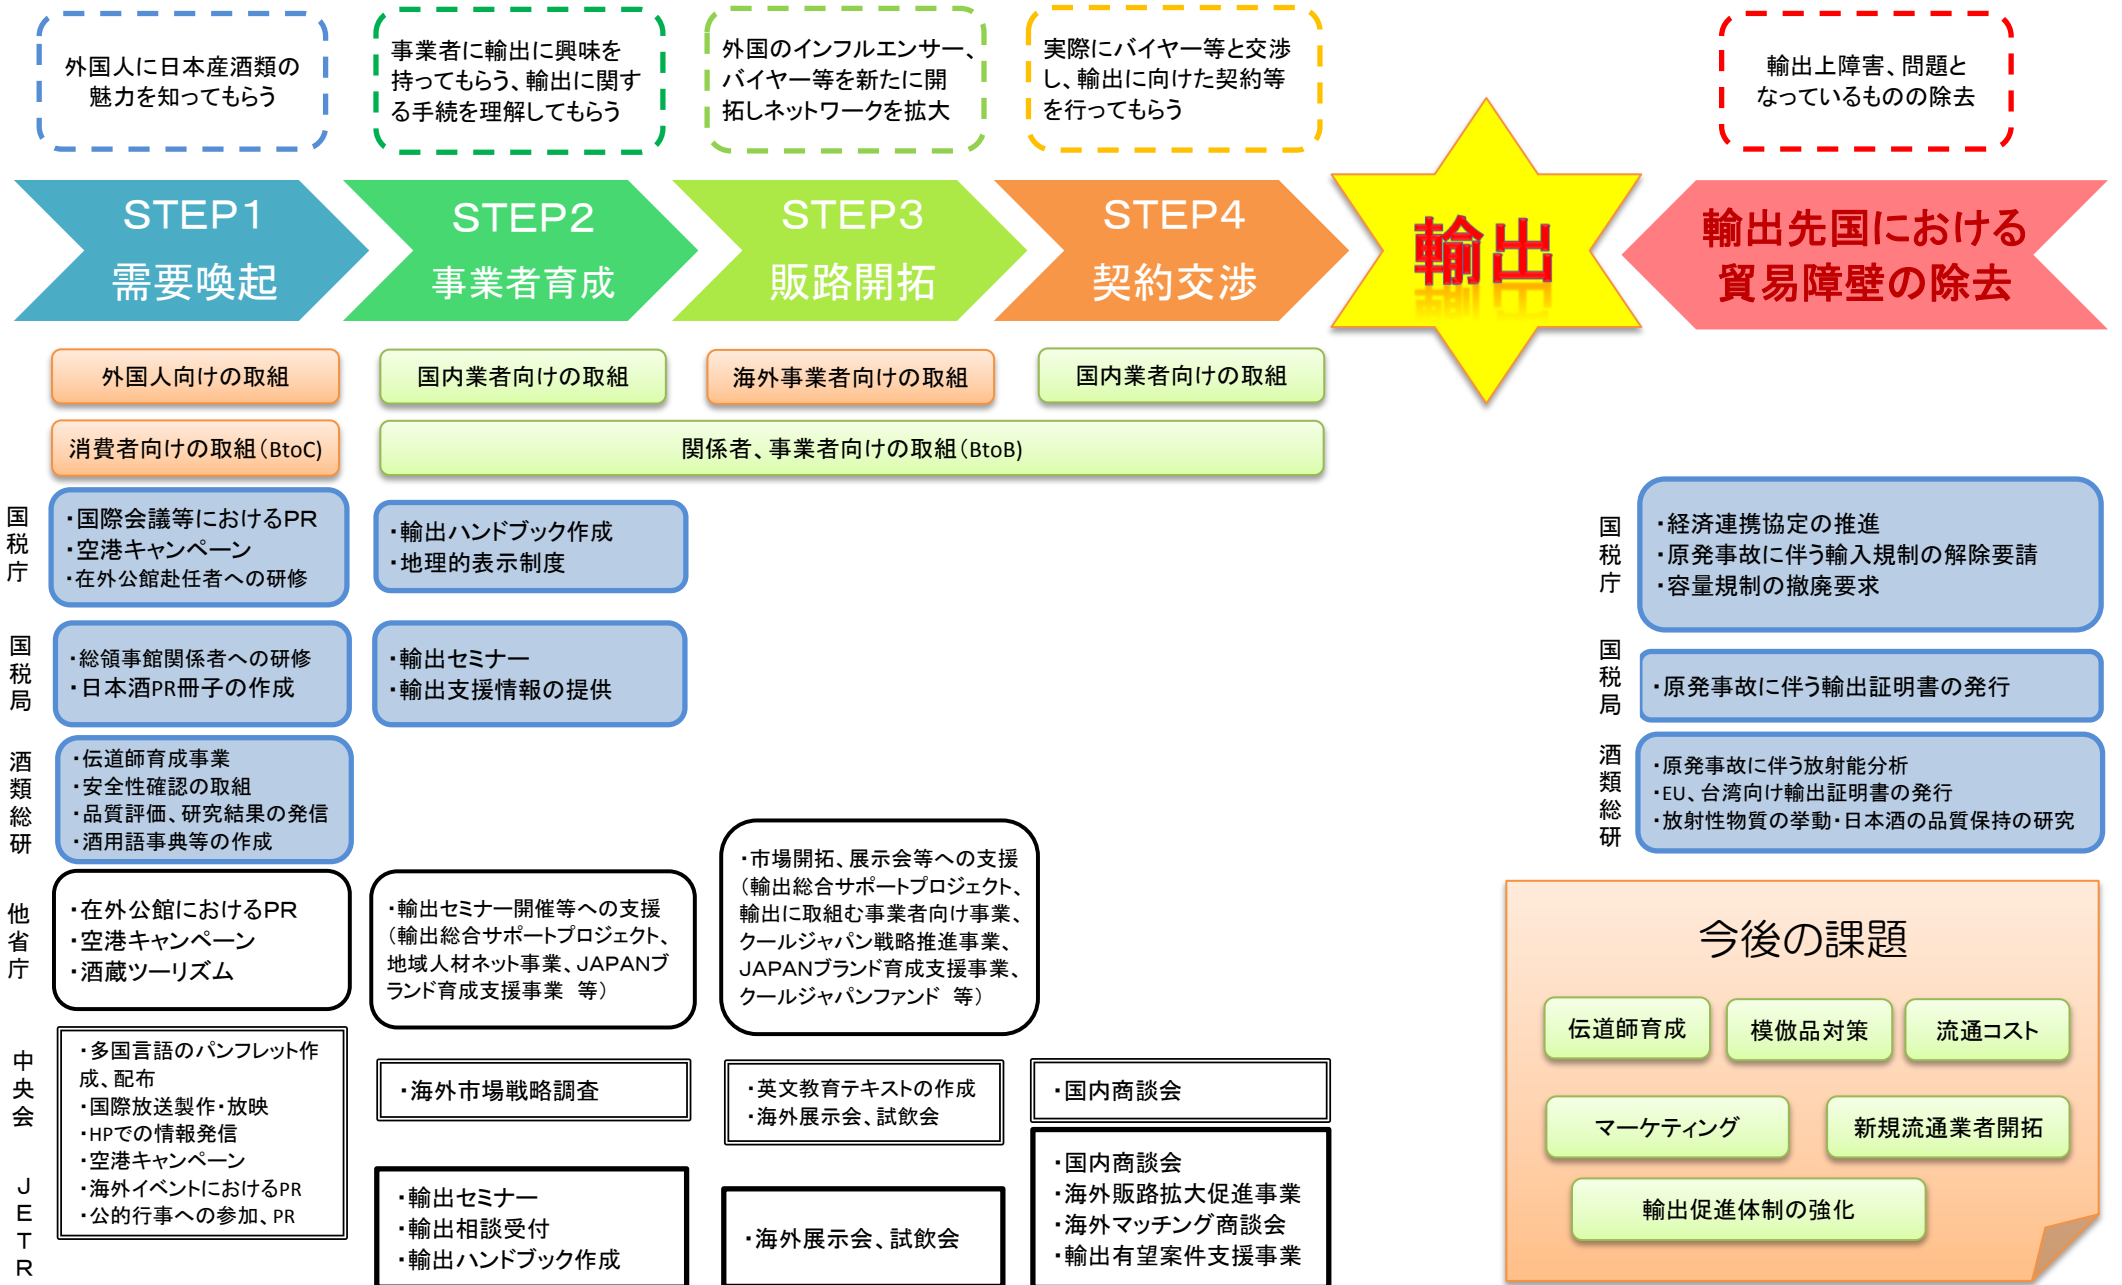 外国人に日本産酒類の
魅力を知ってもらう
事業者に輸出に興味を
持ってもらう、輸出に関す
る手続を理解してもらう
外国のインフルエンサー、
バイヤー等を新たに開
拓しネットワークを拡大
実際にバイヤー等と交渉
し、輸出に向けた契約等
を行ってもらう
輸出上障害、問題と
なっているものの除去
STEP1
需要喚起
STEP2
事業者育成
STEP3
販路開拓
STEP4
契約交渉
輸出
輸出先国における
貿易障壁の除去
外国人向けの取組
国内業者向けの取組
海外事業者向けの取組
国内業者向けの取組
消費者向けの取組(BtoC)
関係者、事業者向けの取組(BtoB)
国税庁
・国際会議等におけるPR
・空港キャンペーン
・在外公館赴任者への研修
・輸出ハンドブック作成
・地理的表示制度
国税庁
・経済連携協定の推進
・原発事故に伴う輸入規制の解除要請
・容量規制の撤廃要求
国税局
・総領事館関係者への研修
・日本酒PR冊子の作成
・輸出セミナー
・輸出支援情報の提供
国税局
・原発事故に伴う輸出証明書の発行
酒類総研
・伝道師育成事業
・安全性確認の取組
・品質評価、研究結果の発信
・酒用語事典等の作成
酒類総研
・原発事故に伴う放射能分析
・EU、台湾向け輸出証明書の発行
・放射性物質の挙動・日本酒の品質保持の研究
他省庁
・在外公館におけるPR
・空港キャンペーン
・酒蔵ツーリズム
・輸出セミナー開催等への支援
(輸出総合サポートプロジェクト、
地域人材ネット事業、JAPANブ
ランド育成支援事業 等)
・市場開拓、展示会等への支援
(輸出総合サポートプロジェクト、
輸出に取組む事業者向け事業、
クールジャパン戦略推進事業、
JAPANブランド育成支援事業、
クールジャパンファンド 等)
中央会
・多国言語のパンフレット作
成、配布
・国際放送製作・放映
・HPでの情報発信
・空港キャンペーン
・海外イベントにおけるPR
・公的行事への参加、PR
・海外市場戦略調査
・英文教育テキストの作成
・海外展示会、試飲会
・国内商談会
JETR
・輸出セミナー
・輸出相談受付
・輸出ハンドブック作成
・海外展示会、試飲会
・国内商談会
・海外販路拡大促進事業
・海外マッチング商談会
・輸出有望案件支援事業
今後の課題
伝道師育成
模倣品対策
流通コスト
マーケティング
新規流通業者開拓
輸出促進体制の強化